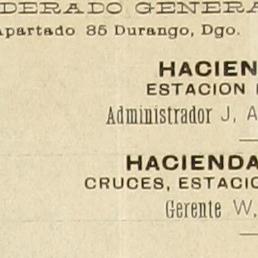 DERADO GENERA
Apartado 85 Durango, Dgo.
HACIEN
ESTACION
Administrador J, A
HACIENDA
CRUCES, ESTACIO
Gerente W,